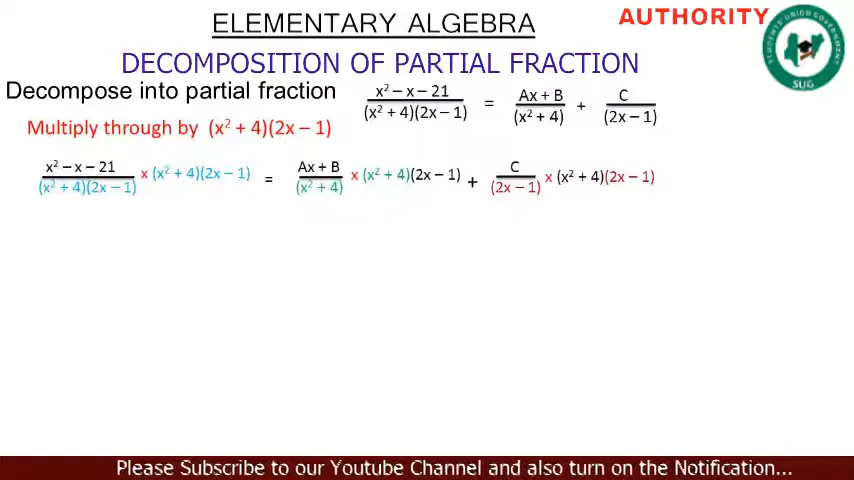 ELEMENTARY ALGEBRA
AUTHORITY
STUDENTS' UNION GOVERNMENT
SUG
DECOMPOSITION OF PARTIAL FRACTION
Decompose into partial fraction
x² – x – 21 / (x² + 4)(2x – 1) = Ax + B / (x² + 4) + C / (2x – 1)
Multiply through by (x² + 4)(2x – 1)
x² – x – 21 / (x² + 4)(2x – 1) x (x² + 4)(2x – 1) = Ax + B / (x² + 4) x (x² + 4)(2x – 1) + C / (2x – 1) x (x² + 4)(2x – 1)
Please Subscribe to our Youtube Channel and also turn on the Notification...